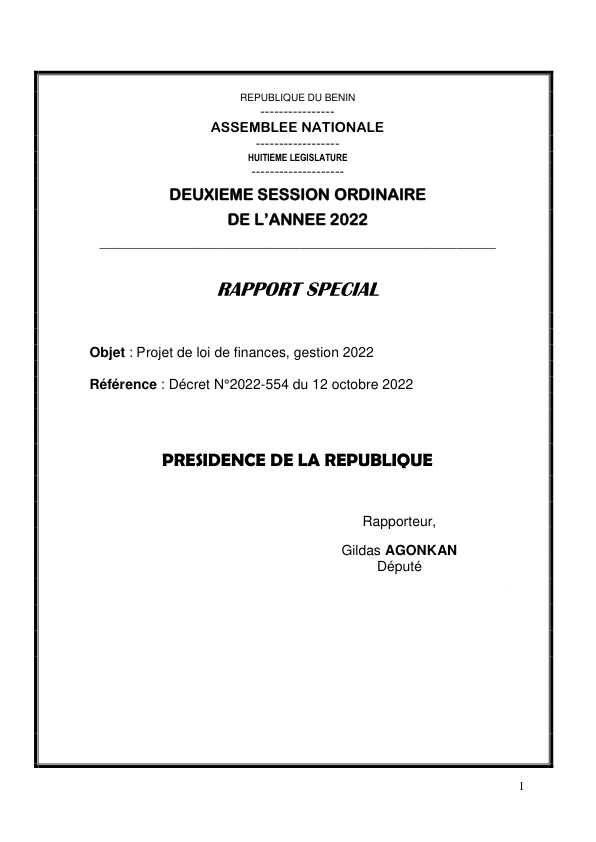 REPUBLIQUE DU BENIN
----------------
ASSEMBLEE NATIONALE
------------------
HUITIEME LEGISLATURE
--------------------
DEUXIEME SESSION ORDINAIRE
DE L'ANNEE 2022
RAPPORT SPECIAL
Objet : Projet de loi de finances, gestion 2022
Référence : Décret N°2022-554 du 12 octobre 2022
PRESIDENCE DE LA REPUBLIQUE
Rapporteur,
Gildas AGONKAN
Député
1